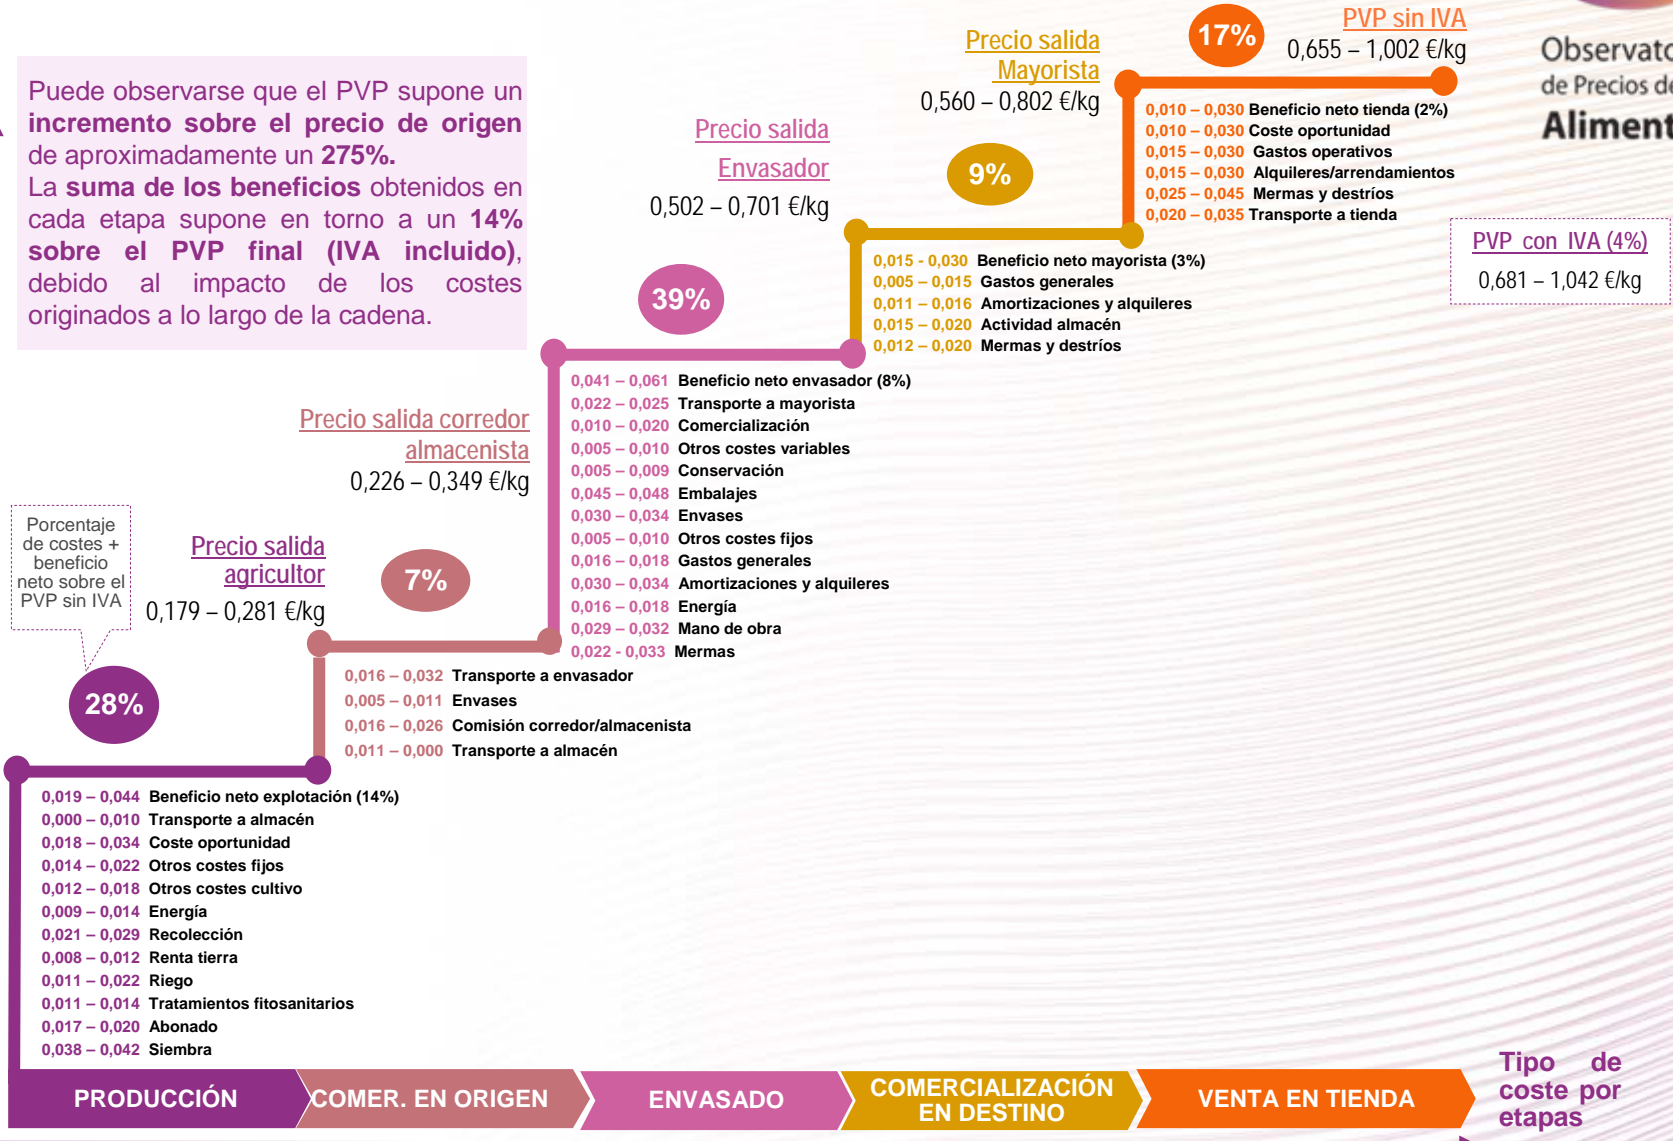 Puede observarse que el PVP supone un
incremento sobre el precio de origen
de aproximadamente un 275%.
La suma de los beneficios obtenidos en
cada etapa supone en torno a un 14%
sobre el PVP final (IVA incluido),
debido al impacto de los costes
originados a lo largo de la cadena.
17%
PVP sin IVA
0,655 – 1,002 €/kg
de Precios de
Precio salida
Mayorista
0,560 – 0,802 €/kg
0,010 – 0,030 Beneficio neto tienda (2%)
0,010 – 0,030 Coste oportunidad
0,015 – 0,030 Gastos operativos
0,015 – 0,030 Alquileres/arrendamientos
0,025 – 0,045 Mermas y destríos
0,020 – 0,035 Transporte a tienda
PVP con IVA (4%)
0,681 – 1,042 €/kg
Precio salida
Envasador
0,502 – 0,701 €/kg
9%
0,015 - 0,030 Beneficio neto mayorista (3%)
0,005 – 0,015 Gastos generales
0,011 – 0,016 Amortizaciones y alquileres
0,015 – 0,020 Actividad almacén
0,012 – 0,020 Mermas y destríos
39%
0,041 – 0,061 Beneficio neto envasador (8%)
0,022 – 0,025 Transporte a mayorista
0,010 – 0,020 Comercialización
0,005 – 0,010 Otros costes variables
0,005 – 0,009 Conservación
0,045 – 0,048 Embalajes
0,030 – 0,034 Envases
0,005 – 0,010 Otros costes fijos
0,016 – 0,018 Gastos generales
0,030 – 0,034 Amortizaciones y alquileres
0,016 – 0,018 Energía
0,029 – 0,032 Mano de obra
0,022 - 0,033 Mermas
Precio salida corredor
almacenista
0,226 – 0,349 €/kg
7%
0,016 – 0,032 Transporte a envasador
0,005 – 0,011 Envases
0,016 – 0,026 Comisión corredor/almacenista
0,011 – 0,000 Transporte a almacén
Porcentaje
de costes +
beneficio
neto sobre el
PVP sin IVA
Precio salida
agricultor
0,179 – 0,281 €/kg
28%
0,019 – 0,044 Beneficio neto explotación (14%)
0,000 – 0,010 Transporte a almacén
0,018 – 0,034 Coste oportunidad
0,014 – 0,022 Otros costes fijos
0,012 – 0,018 Otros costes cultivo
0,009 – 0,014 Energía
0,021 – 0,029 Recolección
0,008 – 0,012 Renta tierra
0,011 – 0,022 Riego
0,011 – 0,014 Tratamientos fitosanitarios
0,017 – 0,020 Abonado
0,038 – 0,042 Siembra
PRODUCCIÓN
COMER. EN ORIGEN
ENVASADO
COMERCIALIZACIÓN
EN DESTINO
VENTA EN TIENDA
Tipo de
coste por
etapas